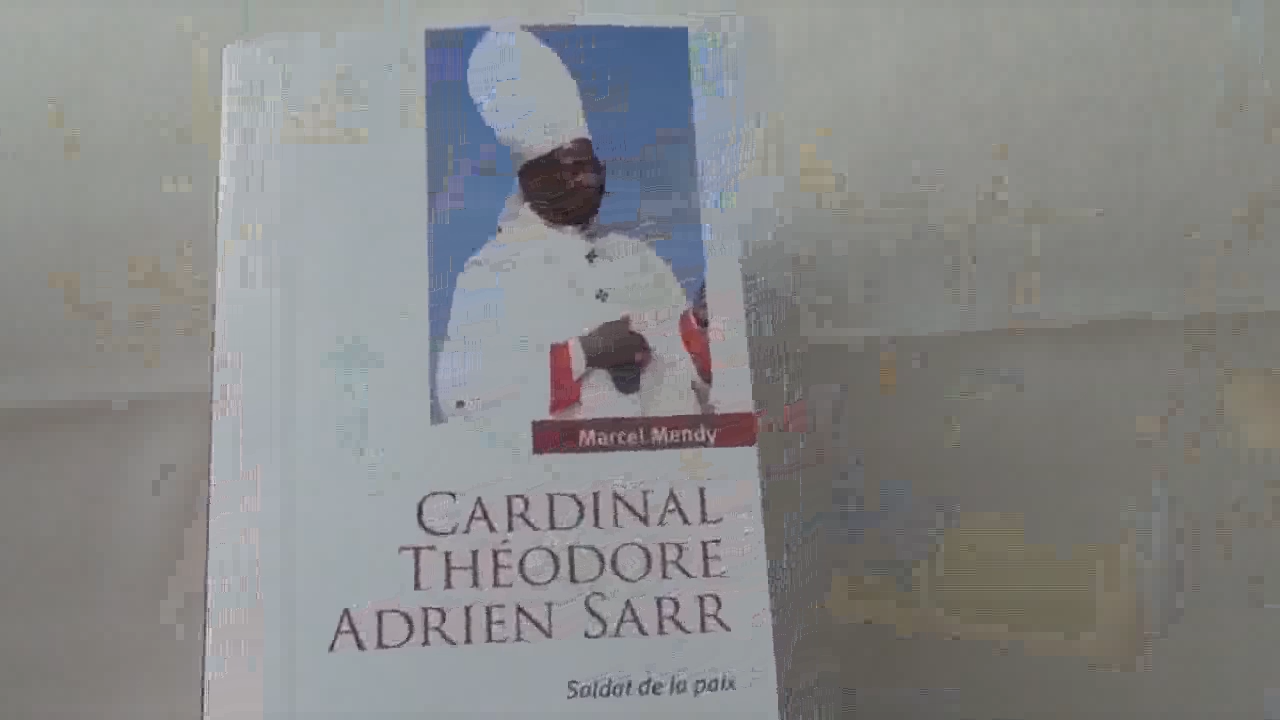 Marcel Mendy
CARDINAL
THÉODORE
ADRIEN SARR
Soldat de la paix